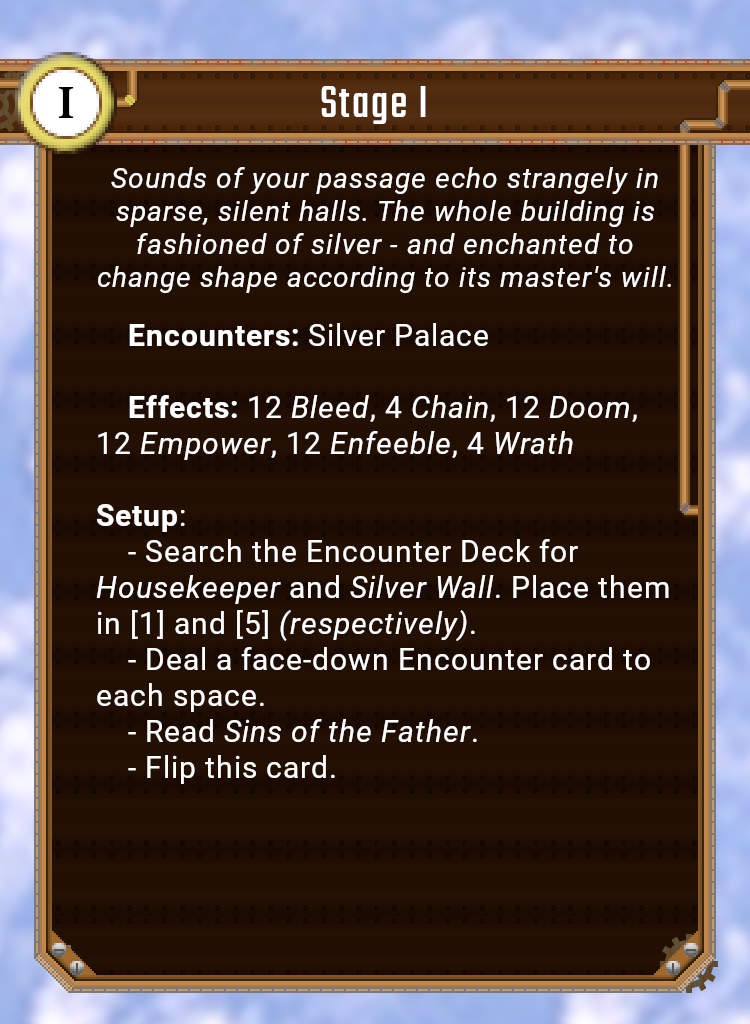 I
Stage I
Sounds of your passage echo strangely in
sparse, silent halls. The whole building is
fashioned of silver - and enchanted to
change shape according to its master's will.
Encounters: Silver Palace
Effects: 12 Bleed, 4 Chain, 12 Doom,
12 Empower, 12 Enfeeble, 4 Wrath
Setup:
- Search the Encounter Deck for
Housekeeper and Silver Wall. Place them
in [1] and [5] (respectively).
- Deal a face-down Encounter card to
each space.
- Read Sins of the Father.
- Flip this card.